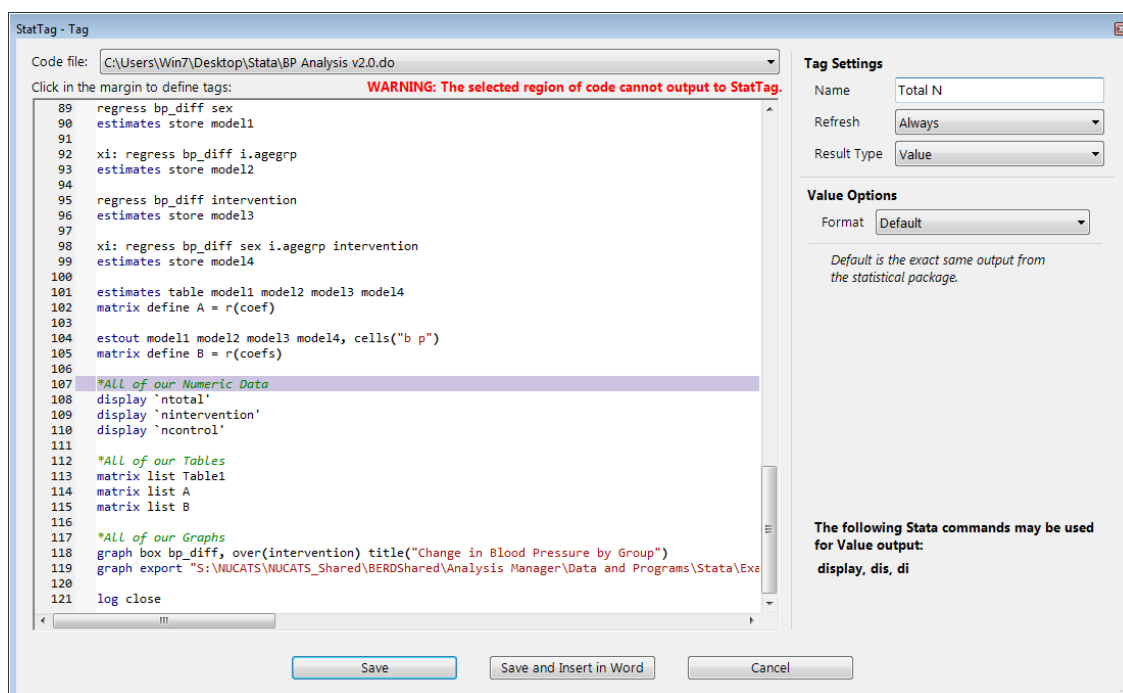 StatTag - Tag
Code file: C:\Users\Win7\Desktop\Stata\BP Analysis v2.0.do
Click in the margin to define tags: WARNING: The selected region of code cannot output to StatTag.
89 regress bp_diff sex
90 estimates store model1
91
92 xi: regress bp_diff i.agegrp
93 estimates store model2
94
95 regress bp_diff intervention
96 estimates store model3
97
98 xi: regress bp_diff sex i.agegrp intervention
99 estimates store model4
100
101 estimates table model1 model2 model3 model4
102 matrix define A = r(coef)
103
104 estout model1 model2 model3 model4, cells("b p")
105 matrix define B = r(coefs)
106
107 *All of our Numeric Data
108 display `ntotal'
109 display `nintervention'
110 display `ncontrol'
111
112 *All of our Tables
113 matrix list Table1
114 matrix list A
115 matrix list B
116
117 *All of our Graphs
118 graph box bp_diff, over(intervention) title("Change in Blood Pressure by Group")
119 graph export "S:\NUCATS\NUCATS_Shared\BERDShared\Analysis Manager\Data and Programs\Stata\Exa
120
121 log close
Tag Settings
Name Total N
Refresh Always
Result Type Value
Value Options
Format Default
Default is the exact same output from
the statistical package.
The following Stata commands may be used
for Value output:
display, dis, di
Save
Save and Insert in Word
Cancel